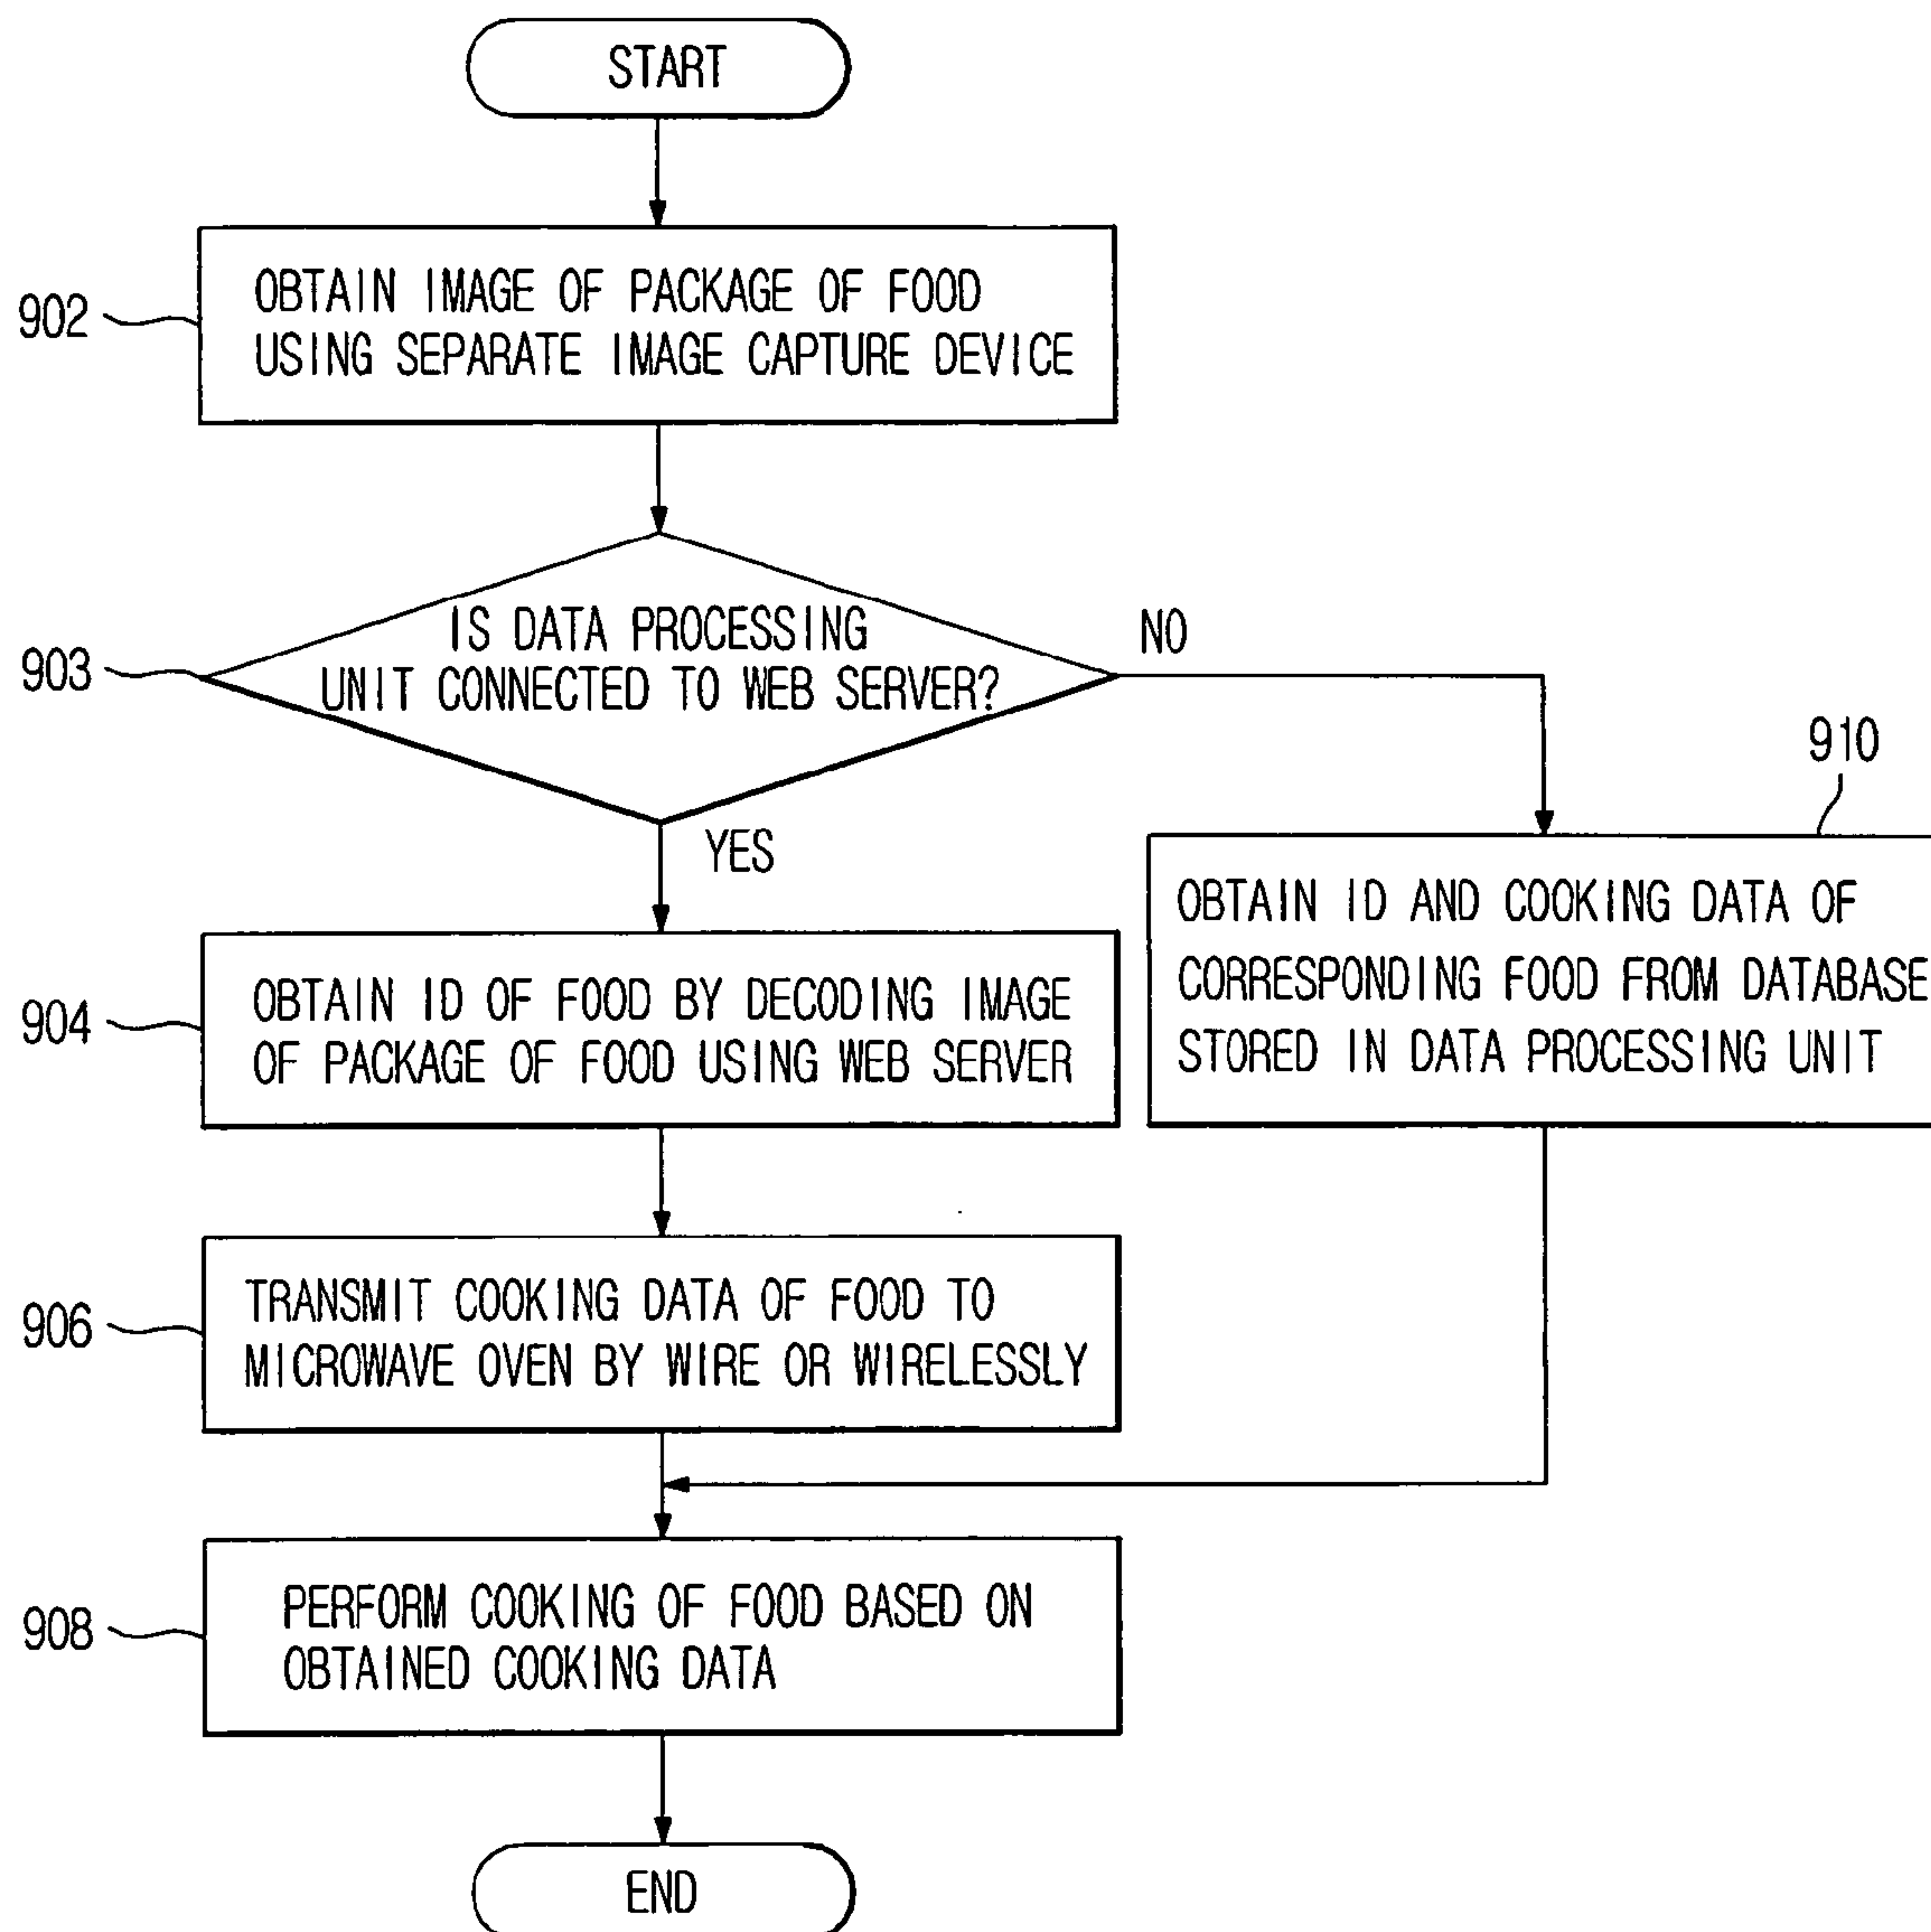 START
902
OBTAIN IMAGE OF PACKAGE OF FOOD
USING SEPARATE IMAGE CAPTURE DEVICE
903
IS DATA PROCESSING
UNIT CONNECTED TO WEB SERVER?
NO
YES
910
OBTAIN ID AND COOKING DATA OF
CORRESPONDING FOOD FROM DATABASE
STORED IN DATA PROCESSING UNIT
904
OBTAIN ID OF FOOD BY DECODING IMAGE
OF PACKAGE OF FOOD USING WEB SERVER
906
TRANSMIT COOKING DATA OF FOOD TO
MICROWAVE OVEN BY WIRE OR WIRELESSLY
908
PERFORM COOKING OF FOOD BASED ON
OBTAINED COOKING DATA
END